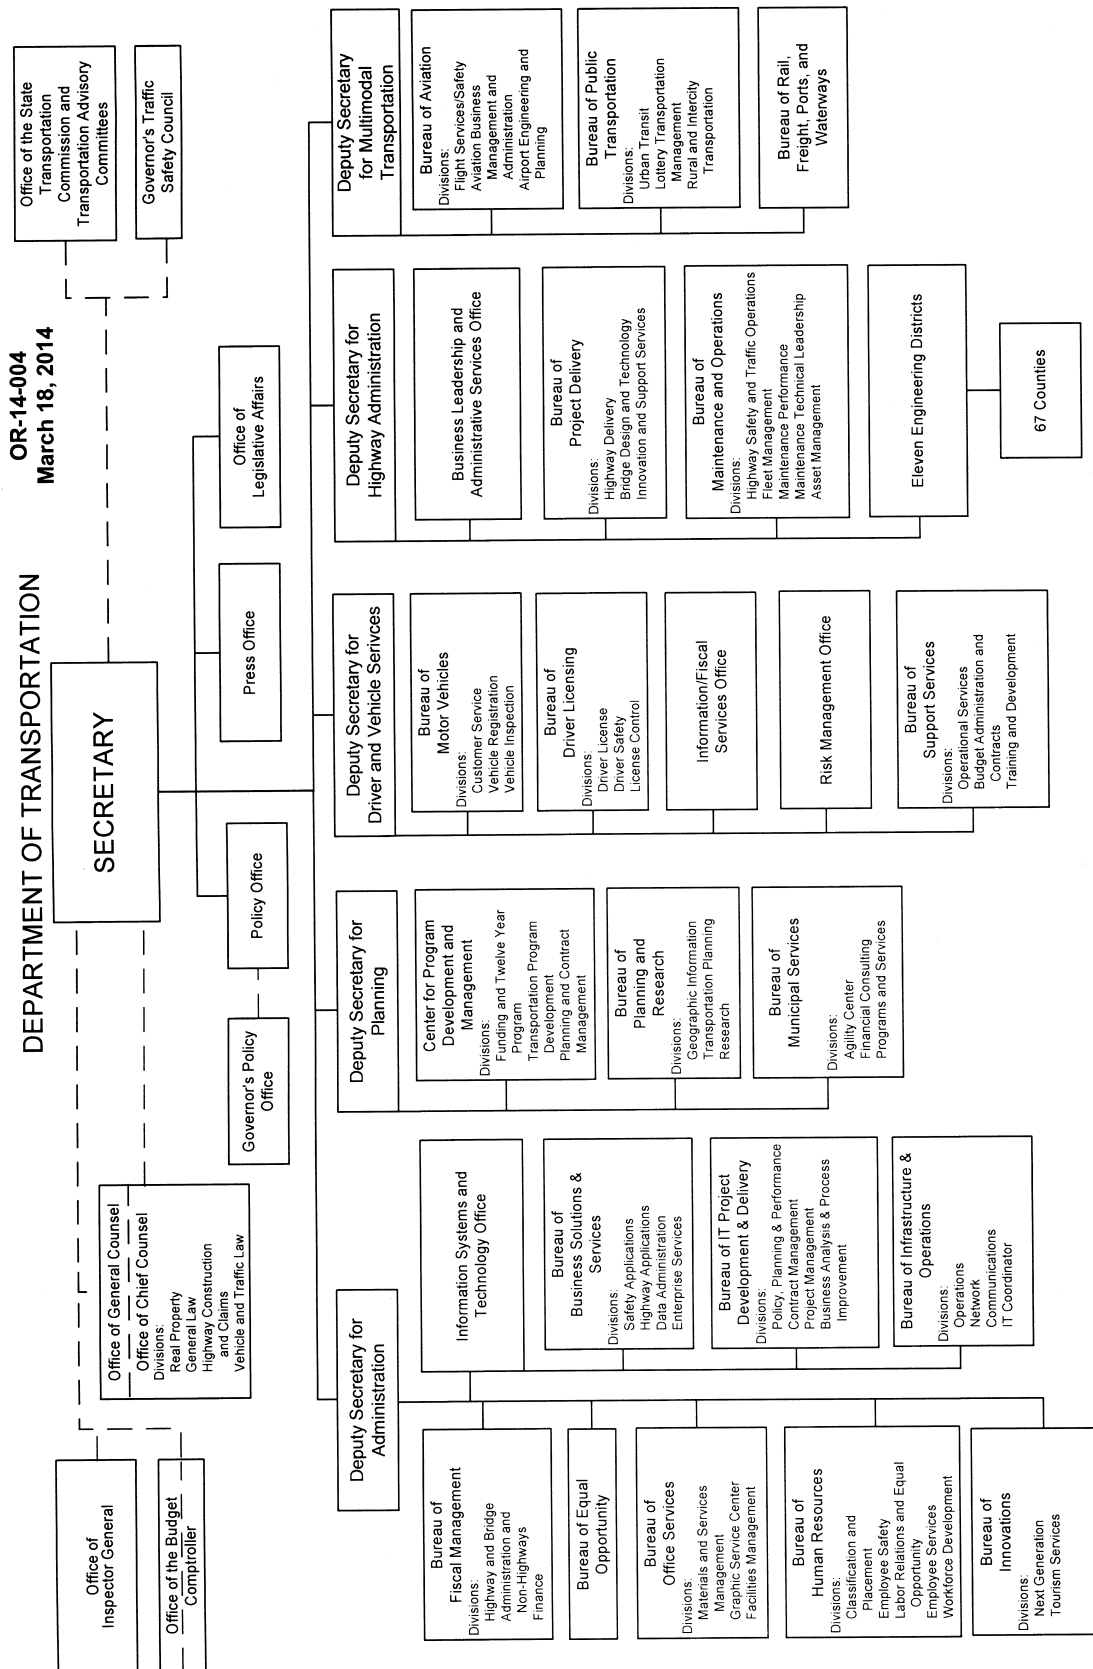 OR-14-004
March 18, 2014
DEPARTMENT OF TRANSPORTATION
SECRETARY
Office of the State
Transportation
Commission and
Transportation Advisory
Committees
Governor's Traffic
Safety Council
Office of
Inspector General
Office of the Budget
Comptroller
Office of General Counsel
Office of Chief Counsel
Divisions:
Real Property
General Law
Highway Construction
and Claims
Vehicle and Traffic Law
Governor's Policy
Office
Policy Office
Press Office
Office of
Legislative Affairs
Deputy Secretary for
Administration
Bureau of
Fiscal Management
Divisions:
Highway and Bridge
Administration and
Non-Highways
Finance
Bureau of Equal
Opportunity
Bureau of
Office Services
Divisions:
Materials and Services
Management
Graphic Service Center
Facilities Management
Bureau of
Human Resources
Divisions:
Classification and
Placement
Employee Safety
Labor Relations and Equal
Opportunity
Employee Services
Workforce Development
Bureau of
Innovations
Divisions:
Next Generation
Tourism Services
Information Systems and
Technology Office
Bureau of
Business Solutions &
Services
Divisions:
Safety Applications
Highway Applications
Data Administration
Enterprise Services
Bureau of IT Project
Development & Delivery
Divisions:
Policy, Planning & Performance
Contract Management
Project Management
Business Analysis & Process
Improvement
Bureau of Infrastructure &
Operations
Divisions:
Operations
Network
Communications
IT Coordinator
Deputy Secretary for
Planning
Center for Program
Development and
Management
Divisions:
Funding and Twelve Year
Program
Transportation Program
Development
Planning and Contract
Management
Bureau of
Planning and
Research
Divisions:
Geographic Information
Transportation Planning
Research
Bureau of
Municipal Services
Divisions:
Agility Center
Financial Consulting
Programs and Services
Deputy Secretary for
Driver and Vehicle Serivces
Bureau of
Motor Vehicles
Divisions:
Customer Service
Vehicle Registration
Vehicle Inspection
Bureau of
Driver Licensing
Divisions:
Driver License
Driver Safety
License Control
Information/Fiscal
Services Office
Risk Management Office
Bureau of
Support Services
Divisions:
Operational Services
Budget Administration and
Contracts
Training and Development
Deputy Secretary for
Highway Administration
Business Leadership and
Administrative Services Office
Bureau of
Project Delivery
Divisions:
Highway Delivery
Bridge Design and Technology
Innovation and Support Services
Bureau of
Maintenance and Operations
Divisions:
Highway Safety and Traffic Operations
Fleet Management
Maintenance Performance
Maintenance Technical Leadership
Asset Management
Eleven Engineering Districts
67 Counties
Deputy Secretary
for Multimodal
Transportation
Bureau of Aviation
Divisions:
Flight Services/Safety
Aviation Business
Management and
Administration
Airport Engineering and
Planning
Bureau of Public
Transportation
Divisions:
Urban Transit
Lottery Transportation
Management
Rural and Intercity
Transportation
Bureau of Rail,
Freight, Ports, and
Waterways